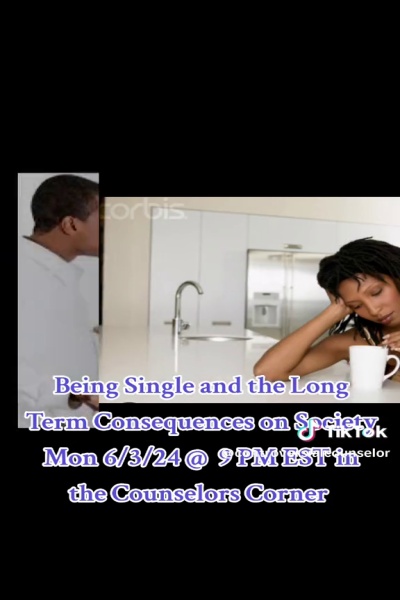 corbis
Being Single and the Long
Term Consequences on Society
Mon 6/3/24 @ 9 PM EST in
the Counselors Corner
TikTok